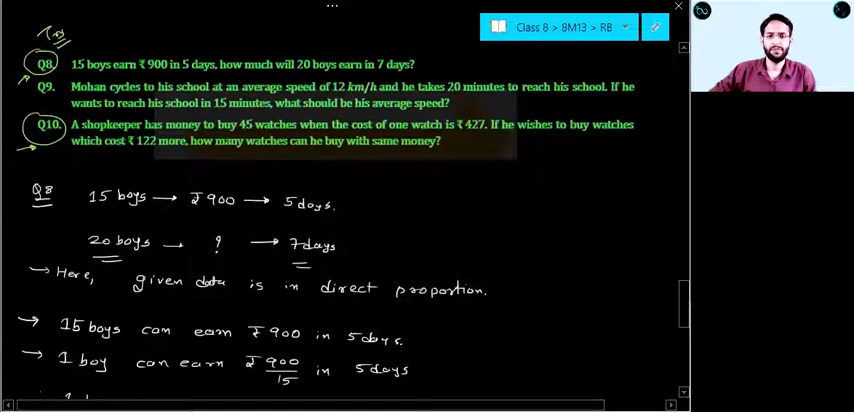 Class 8 > 8M13 > RB
Try
Q8. 15 boys earn ₹ 900 in 5 days, how much will 20 boys earn in 7 days?
Q9. Mohan cycles to his school at an average speed of 12 km/h and he takes 20 minutes to reach his school. If he
wants to reach his school in 15 minutes, what should be his average speed?
Q10. A shopkeeper has money to buy 45 watches when the cost of one watch is ₹ 427. If he wishes to buy watches
which cost ₹ 122 more, how many watches can he buy with same money?
Q8 15 boys → ₹ 900 → 5 days.
20 boys → ? → 7 days
→ Here, given data is in direct proportion.
→ 15 boys can earn ₹ 900 in 5 days.
→ 1 boy can earn ₹ 900/15 in 5 days